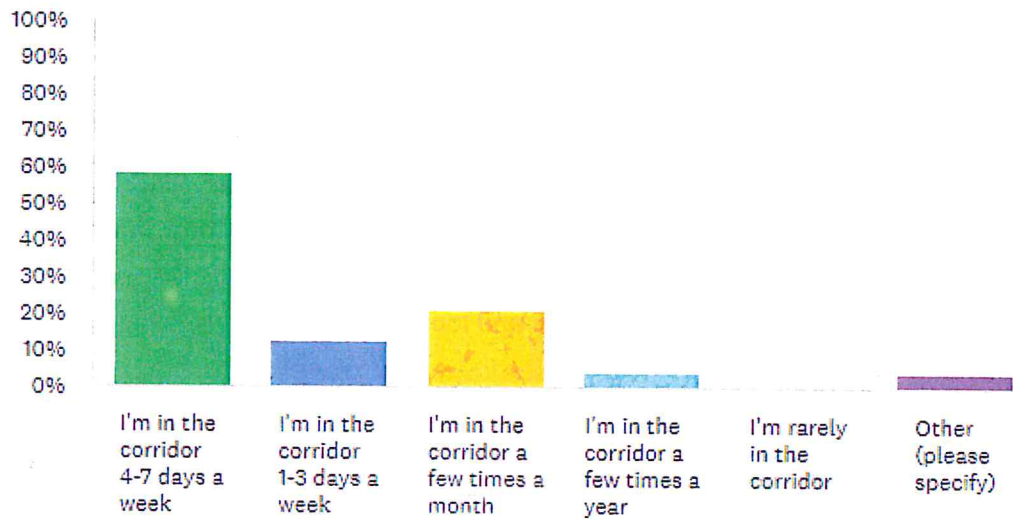 100%
90%
80%
70%
60%
50%
40%
30%
20%
10%
0%
I'm in the
corridor
4-7 days a
week
I'm in the
corridor
1-3 days a
week
I'm in the
corridor a
few times a
month
I'm in the
corridor a
few times a
year
I'm rarely
in the
corridor
Other
(please
specify)